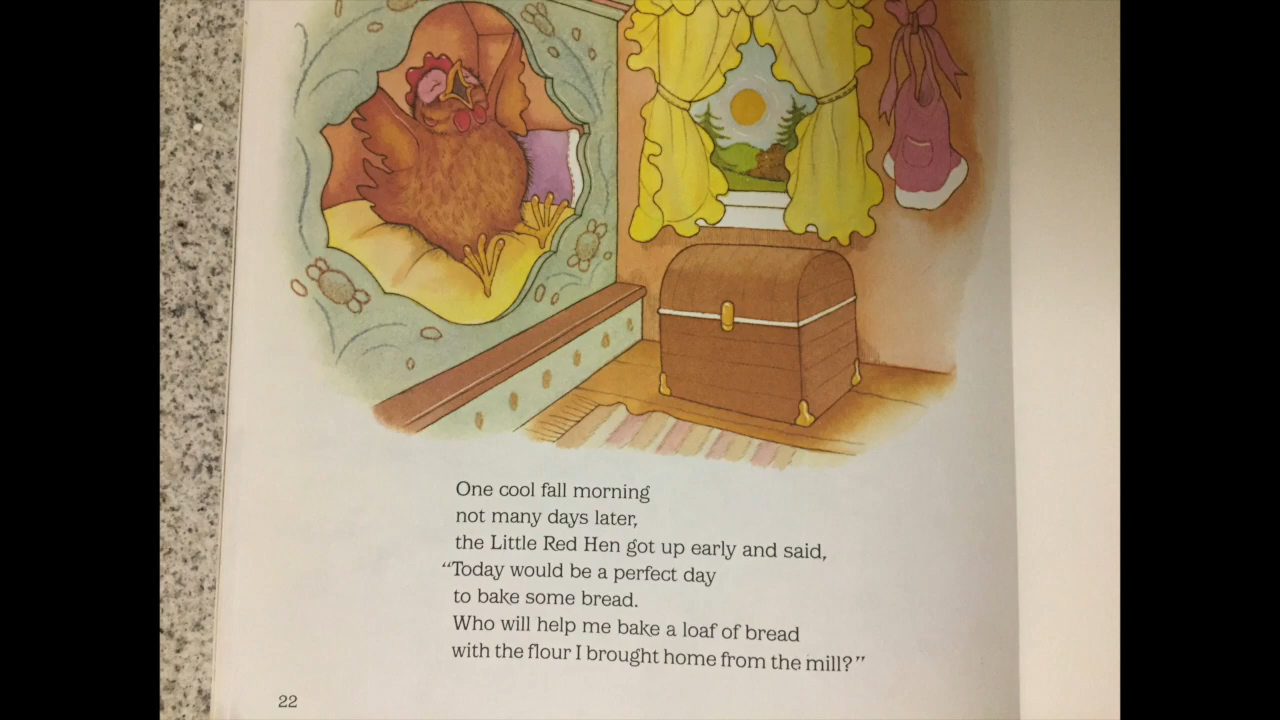 One cool fall morning
not many days later,
the Little Red Hen got up early and said,
“Today would be a perfect day
to bake some bread.
Who will help me bake a loaf of bread
with the flour I brought home from the mill?”
22